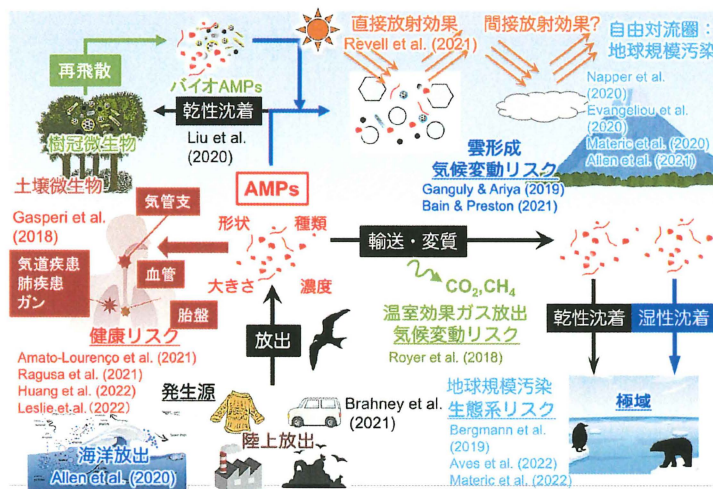 再飛散
バイオAMPs
樹冠微生物
乾性沈着
Liu et al.
(2020)
直接放射効果
Revell et al. (2021)
間接放射効果?
自由対流圏:
地球規模汚染
Napper et al.
(2020)
Evangeliou et al.
(2020)
Materic et al. (2020)
Allen et al. (2021)
雲形成
気候変動リスク
Ganguly & Ariya (2019)
Bain & Preston (2021)
土壌微生物
Gasperi et al.
(2018)
気管支
気道疾患
肺疾患
ガン
血管
胎盤
健康リスク
Amato-Lourenço et al. (2021)
Ragusa et al. (2021)
Huang et al. (2022)
Leslie et al. (2022)
AMPs
形状
種類
大きさ
濃度
輸送・変質
CO2,CH4
温室効果ガス放出
気候変動リスク
Royer et al. (2018)
乾性沈着
湿性沈着
放出
発生源
陸上放出
Brahney et al.
(2021)
海洋放出
Allen et al. (2020)
地球規模汚染
生態系リスク
Bergmann et al.
(2019)
Aves et al. (2022)
Materic et al. (2022)
極域